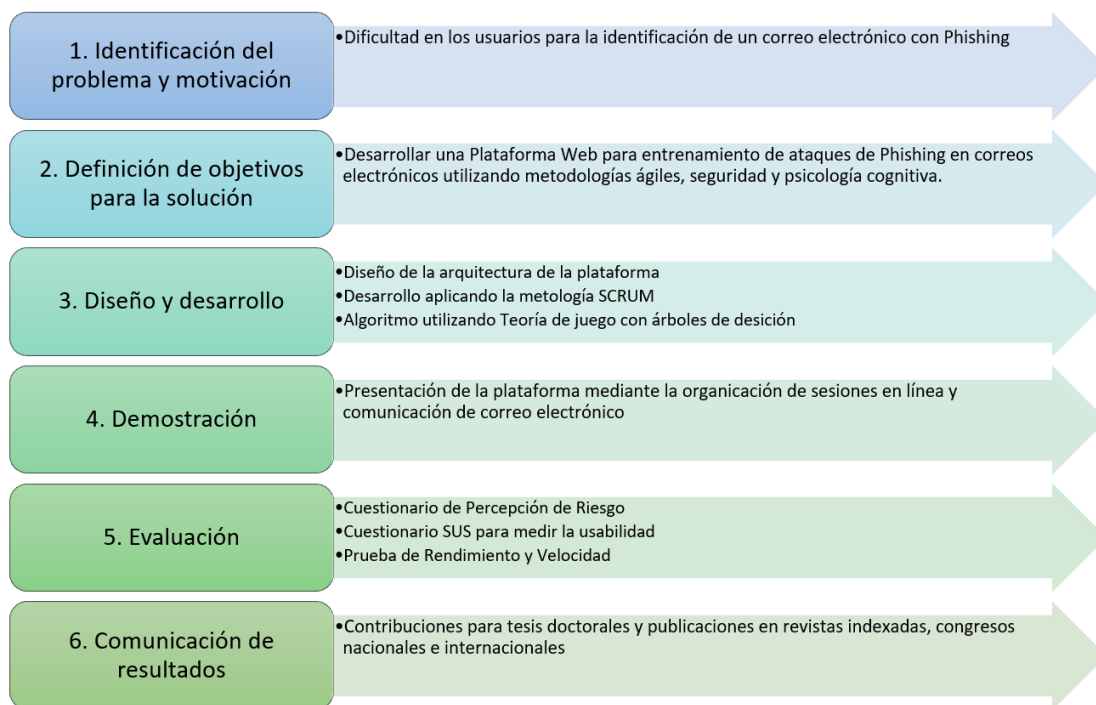 1. Identificación del
problema y motivación
•Dificultad en los usuarios para la identificación de un correo electrónico con Phishing
2. Definición de objetivos
para la solución
•Desarrollar una Plataforma Web para entrenamiento de ataques de Phishing en correos
electrónicos utilizando metodologías ágiles, seguridad y psicología cognitiva.
3. Diseño y desarrollo
•Diseño de la arquitectura de la plataforma
•Desarrollo aplicando la metología SCRUM
•Algoritmo utilizando Teoría de juego con árboles de desición
4. Demostración
•Presentación de la plataforma mediante la organicación de sesiones en línea y
comunicación de correo electrónico
5. Evaluación
•Cuestionario de Percepción de Riesgo
•Cuestionario SUS para medir la usabilidad
•Prueba de Rendimiento y Velocidad
6. Comunicación de
resultados
•Contribuciones para tesis doctorales y publicaciones en revistas indexadas, congresos
nacionales e internacionales